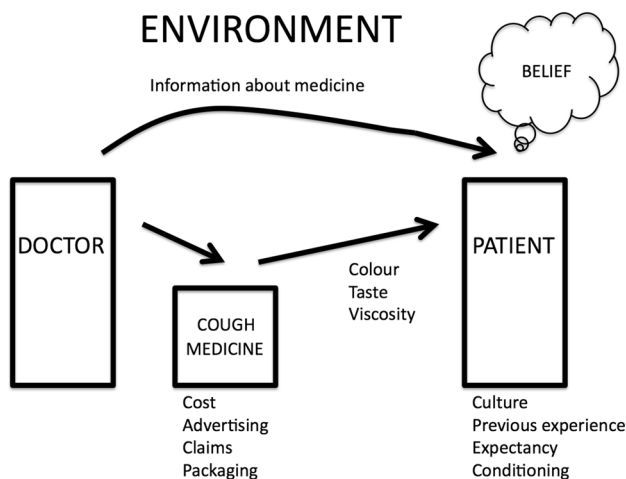 ENVIRONMENT
Information about medicine
BELIEF
DOCTOR
PATIENT
Colour
Taste
Viscosity
COUGH
MEDICINE
Cost
Advertising
Claims
Packaging
Culture
Previous experience
Expectancy
Conditioning